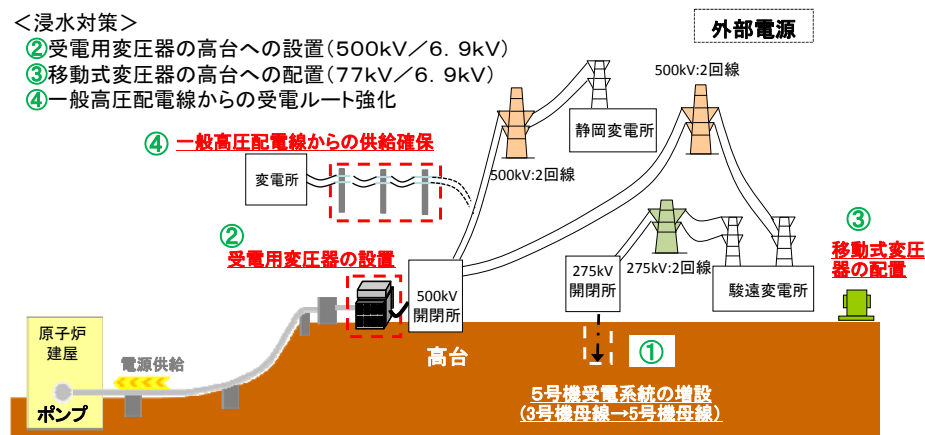 ＜浸水対策＞
②受電用変圧器の高台への設置（500kV／6．9kV）
③移動式変圧器の高台への配置（77kV／6．9kV）
④一般高圧配電線からの受電ルート強化
外部電源
500kV:2回線
静岡変電所
500kV:2回線
④ 一般高圧配電線からの供給確保
変電所
②
受電用変圧器の設置
500kV
開閉所
275kV
開閉所
275kV:2回線
駿遠変電所
③
移動式変圧
器の配置
原子炉
建屋
ポンプ
電源供給
高台
①
５号機受電系統の増設
（3号機母線→5号機母線）